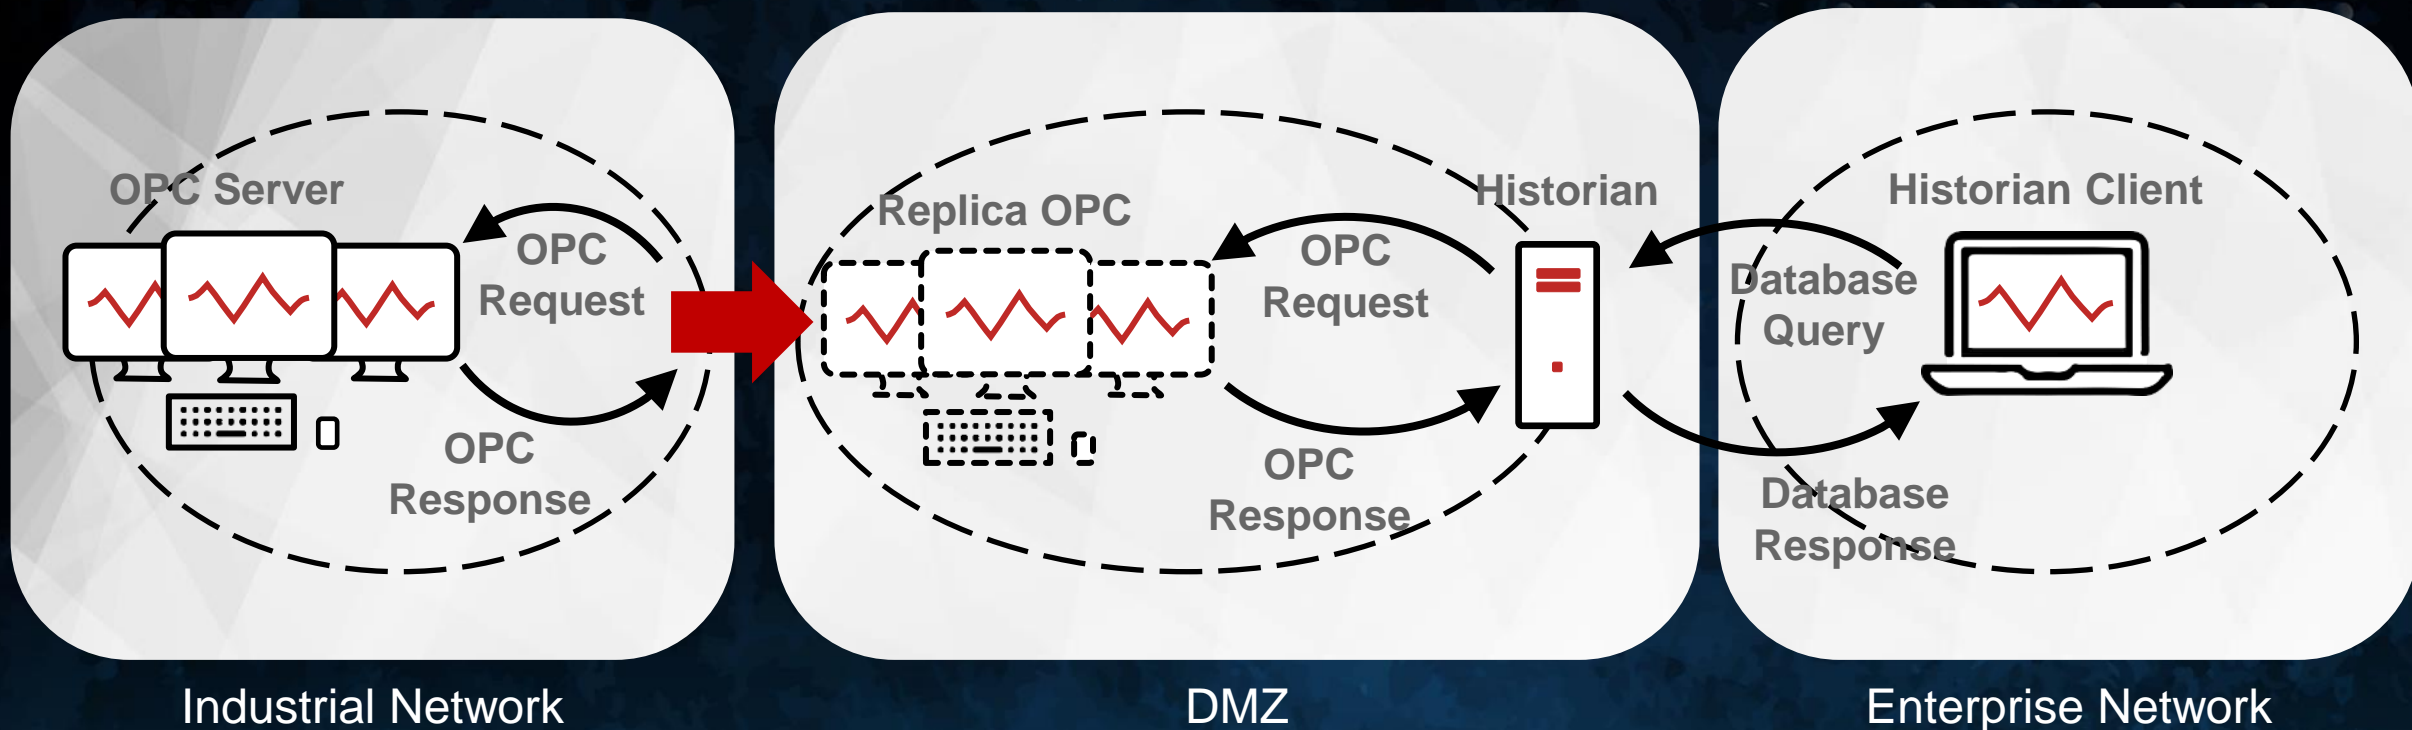 OPC Server
OPC
Request
OPC
Response
Replica OPC
OPC
Request
OPC
Response
Historian
Historian Client
Database
Query
Database
Response
Industrial Network
DMZ
Enterprise Network